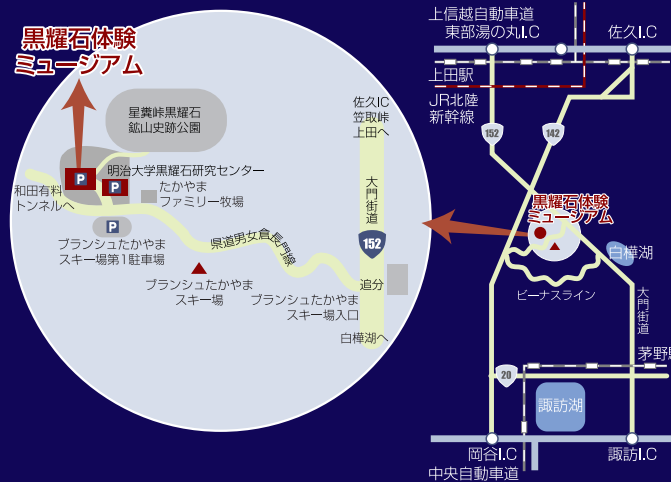 黒耀石体験
ミュージアム
星糞峠黒耀石
鉱山史跡公園
P
P
明治大学黒耀石研究センター
たかやま
ファミリー牧場
和田有料
トンネルへ
P
ブランシュたかやま
スキー場第1駐車場
県道男女倉長門線
ブランシュたかやま
スキー場
ブランシュたかやま
スキー場入口
佐久IC
笠取峠
上田へ
大門街道
152
追分
白樺湖へ
上信越自動車道
東部湯の丸I.C
佐久I.C
上田駅
JR北陸
新幹線
152
142
黒耀石体験
ミュージアム
白樺湖
ビーナスライン
大門街道
茅野駅
20
諏訪湖
岡谷I.C
諏訪I.C
中央自動車道